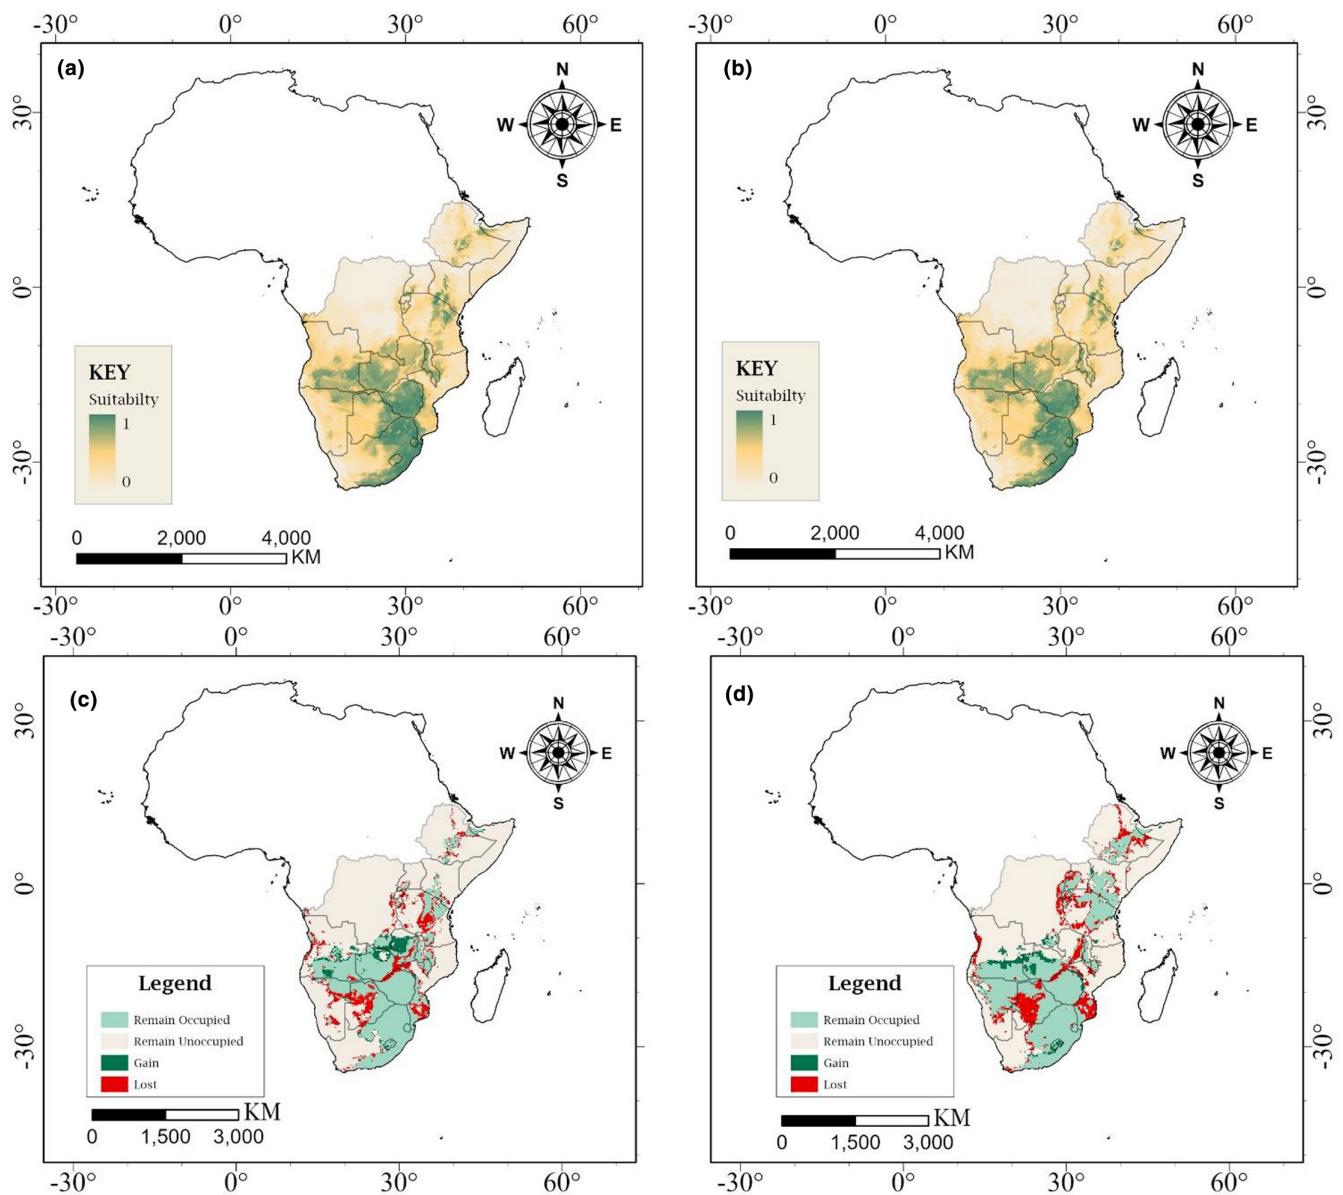 -30° 0° 30° 60° -30° 0° 30° 60°
(a) N W E S
(b) N W E S
30° 0° -30°
30° 0° -30°
KEY
Suitabilty
1
0
0 2,000 4,000
KM
KEY
Suitabilty
1
0
0 2,000 4,000
KM
-30° 0° 30° 60° -30° 0° 30° 60°
-30° 0° 30° 60° -30° 0° 30° 60°
(c) N W E S
(d) N W E S
30° 0° -30°
30° 0° -30°
Legend
Remain Occupied
Remain Unoccupied
Gain
Lost
KM
0 1,500 3,000
Legend
Remain Occupied
Remain Unoccupied
Gain
Lost
KM
0 1,500 3,000
-30° 0° 30° 60° -30° 0° 30° 60°